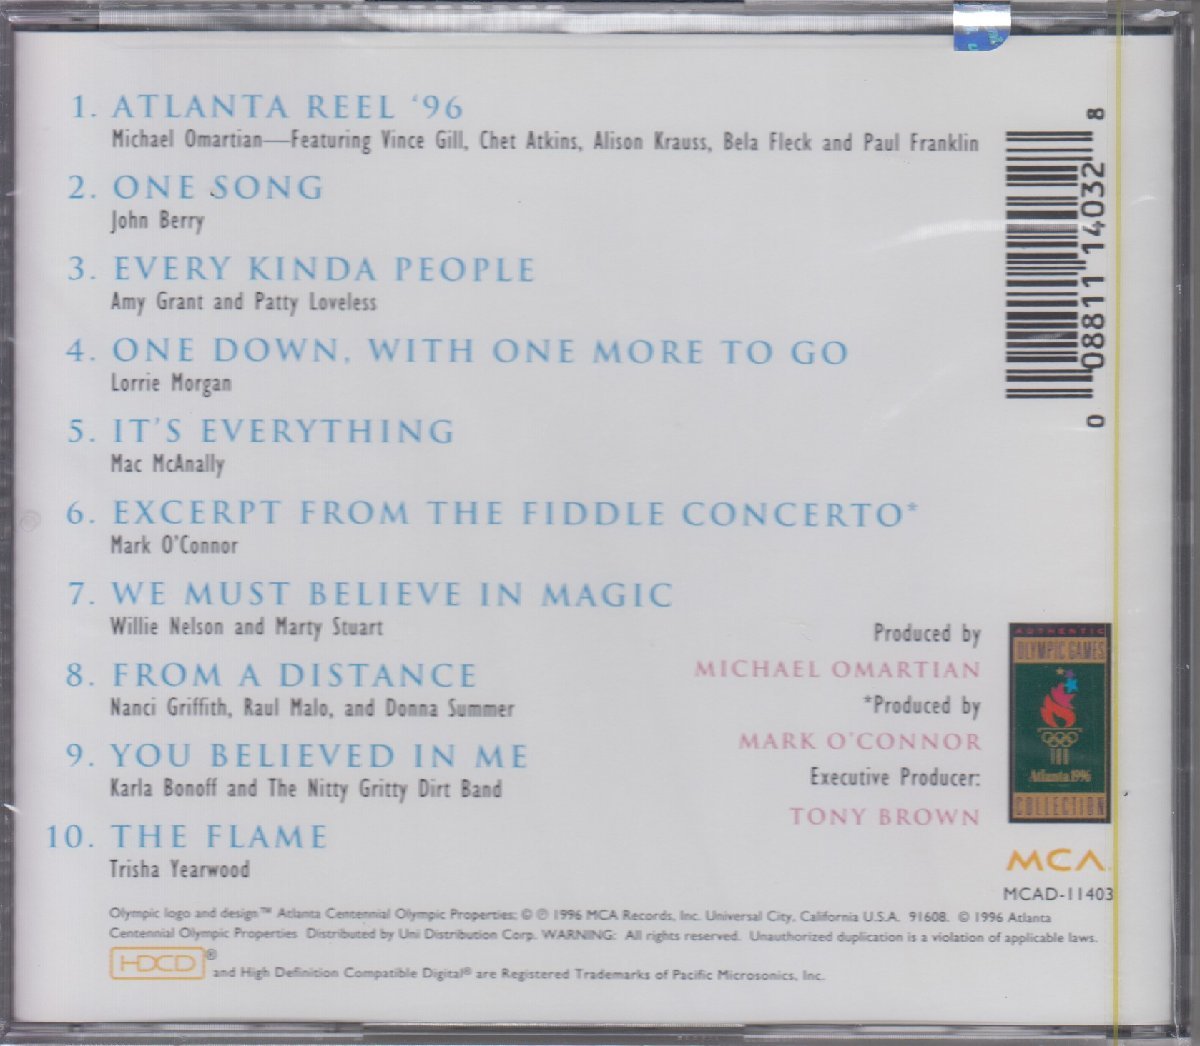 1. ATLANTA REEL '96
Michael Omartian—Featuring Vince Gill, Chet Atkins, Alison Krauss, Bela Fleck and Paul Franklin
2. ONE SONG
John Berry
3. EVERY KINDA PEOPLE
Amy Grant and Patty Loveless
4. ONE DOWN, WITH ONE MORE TO GO
Lorrie Morgan
5. IT'S EVERYTHING
Mac McAnally
6. EXCERPT FROM THE FIDDLE CONCERTO*
Mark O'Connor
7. WE MUST BELIEVE IN MAGIC
Willie Nelson and Marty Stuart
8. FROM A DISTANCE
Nanci Griffith, Raul Malo, and Donna Summer
9. YOU BELIEVED IN ME
Karla Bonoff and The Nitty Gritty Dirt Band
10. THE FLAME
Trisha Yearwood
0 08811 14032 8
Produced by
MICHAEL OMARTIAN
*Produced by
MARK O'CONNOR
Executive Producer:
TONY BROWN
AUTHENTIC
OLYMPIC GAMES
100
Atlanta 1996
COLLECTION
MCA
MCAD-11403
Olympic logo and design™ Atlanta Centennial Olympic Properties; © ℗ 1996 MCA Records, Inc. Universal City, California U.S.A. 91608. © 1996 Atlanta
Centennial Olympic Properties Distributed by Uni Distribution Corp. WARNING: All rights reserved. Unauthorized duplication is a violation of applicable laws.
HDCD® and High Definition Compatible Digital® are Registered Trademarks of Pacific Microsonics, Inc.